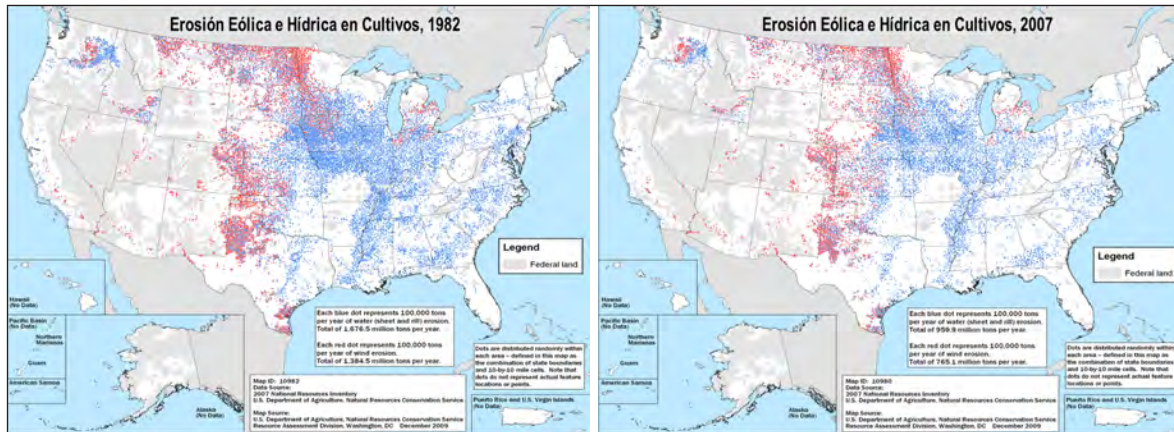 Erosión Eólica e Hídrica en Cultivos, 1982
Legend
Federal land
Hawaii
(No Data)
Pacific Basin
(No Data)
Northern
Marianas
Guam
American Samoa
Alaska
(No Data)
Each blue dot represents 100,000 tons
per year of water (sheet and rill) erosion.
Total of 1,676.5 million tons per year.
Each red dot represents 100,000 tons
per year of wind erosion.
Total of 1,384.5 million tons per year.
Map ID: 10982
Data Source:
2007 National Resources Inventory
U.S. Department of Agriculture, Natural Resources Conservation Service
Map Source:
U.S. Department of Agriculture, Natural Resources Conservation Service
Resource Assessment Division, Washington, DC December 2009
Dots are distributed randomly within
each area – defined in this map as
the combination of state boundaries
and 10-by-10 mile cells. Note that
dots do not represent actual feature
locations or points.
Puerto Rico and U.S. Virgin Islands
(No Data)
Erosión Eólica e Hídrica en Cultivos, 2007
Legend
Federal land
Hawaii
(No Data)
Pacific Basin
(No Data)
Northern
Marianas
Guam
American Samoa
Alaska
(No Data)
Each blue dot represents 100,000 tons
per year of water (sheet and rill) erosion.
Total of 959.9 million tons per year.
Each red dot represents 100,000 tons
per year of wind erosion.
Total of 765.1 million tons per year.
Map ID: 10980
Data Source:
2007 National Resources Inventory
U.S. Department of Agriculture, Natural Resources Conservation Service
Map Source:
U.S. Department of Agriculture, Natural Resources Conservation Service
Resource Assessment Division, Washington, DC December 2009
Dots are distributed randomly within
each area – defined in this map as
the combination of state boundaries
and 10-by-10 mile cells. Note that
dots do not represent actual feature
locations or points.
Puerto Rico and U.S. Virgin Islands
(No Data)